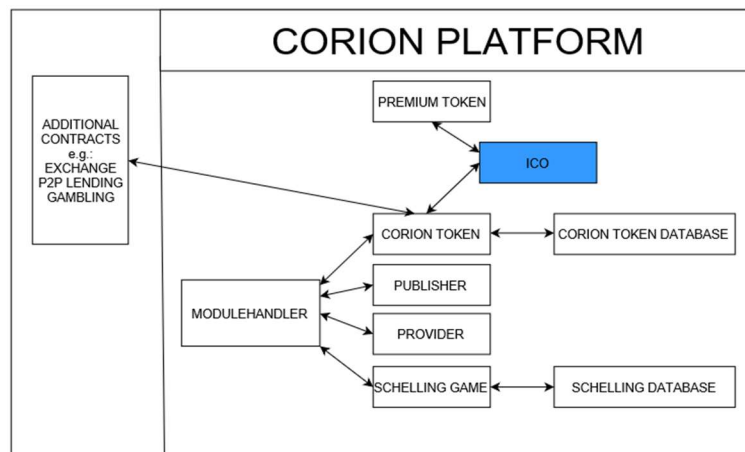 CORION PLATFORM
ADDITIONAL
CONTRACTS
e.g.:
EXCHANGE
P2P LENDING
GAMBLING
PREMIUM TOKEN
ICO
CORION TOKEN
CORION TOKEN DATABASE
PUBLISHER
MODULEHANDLER
PROVIDER
SCHELLING GAME
SCHELLING DATABASE